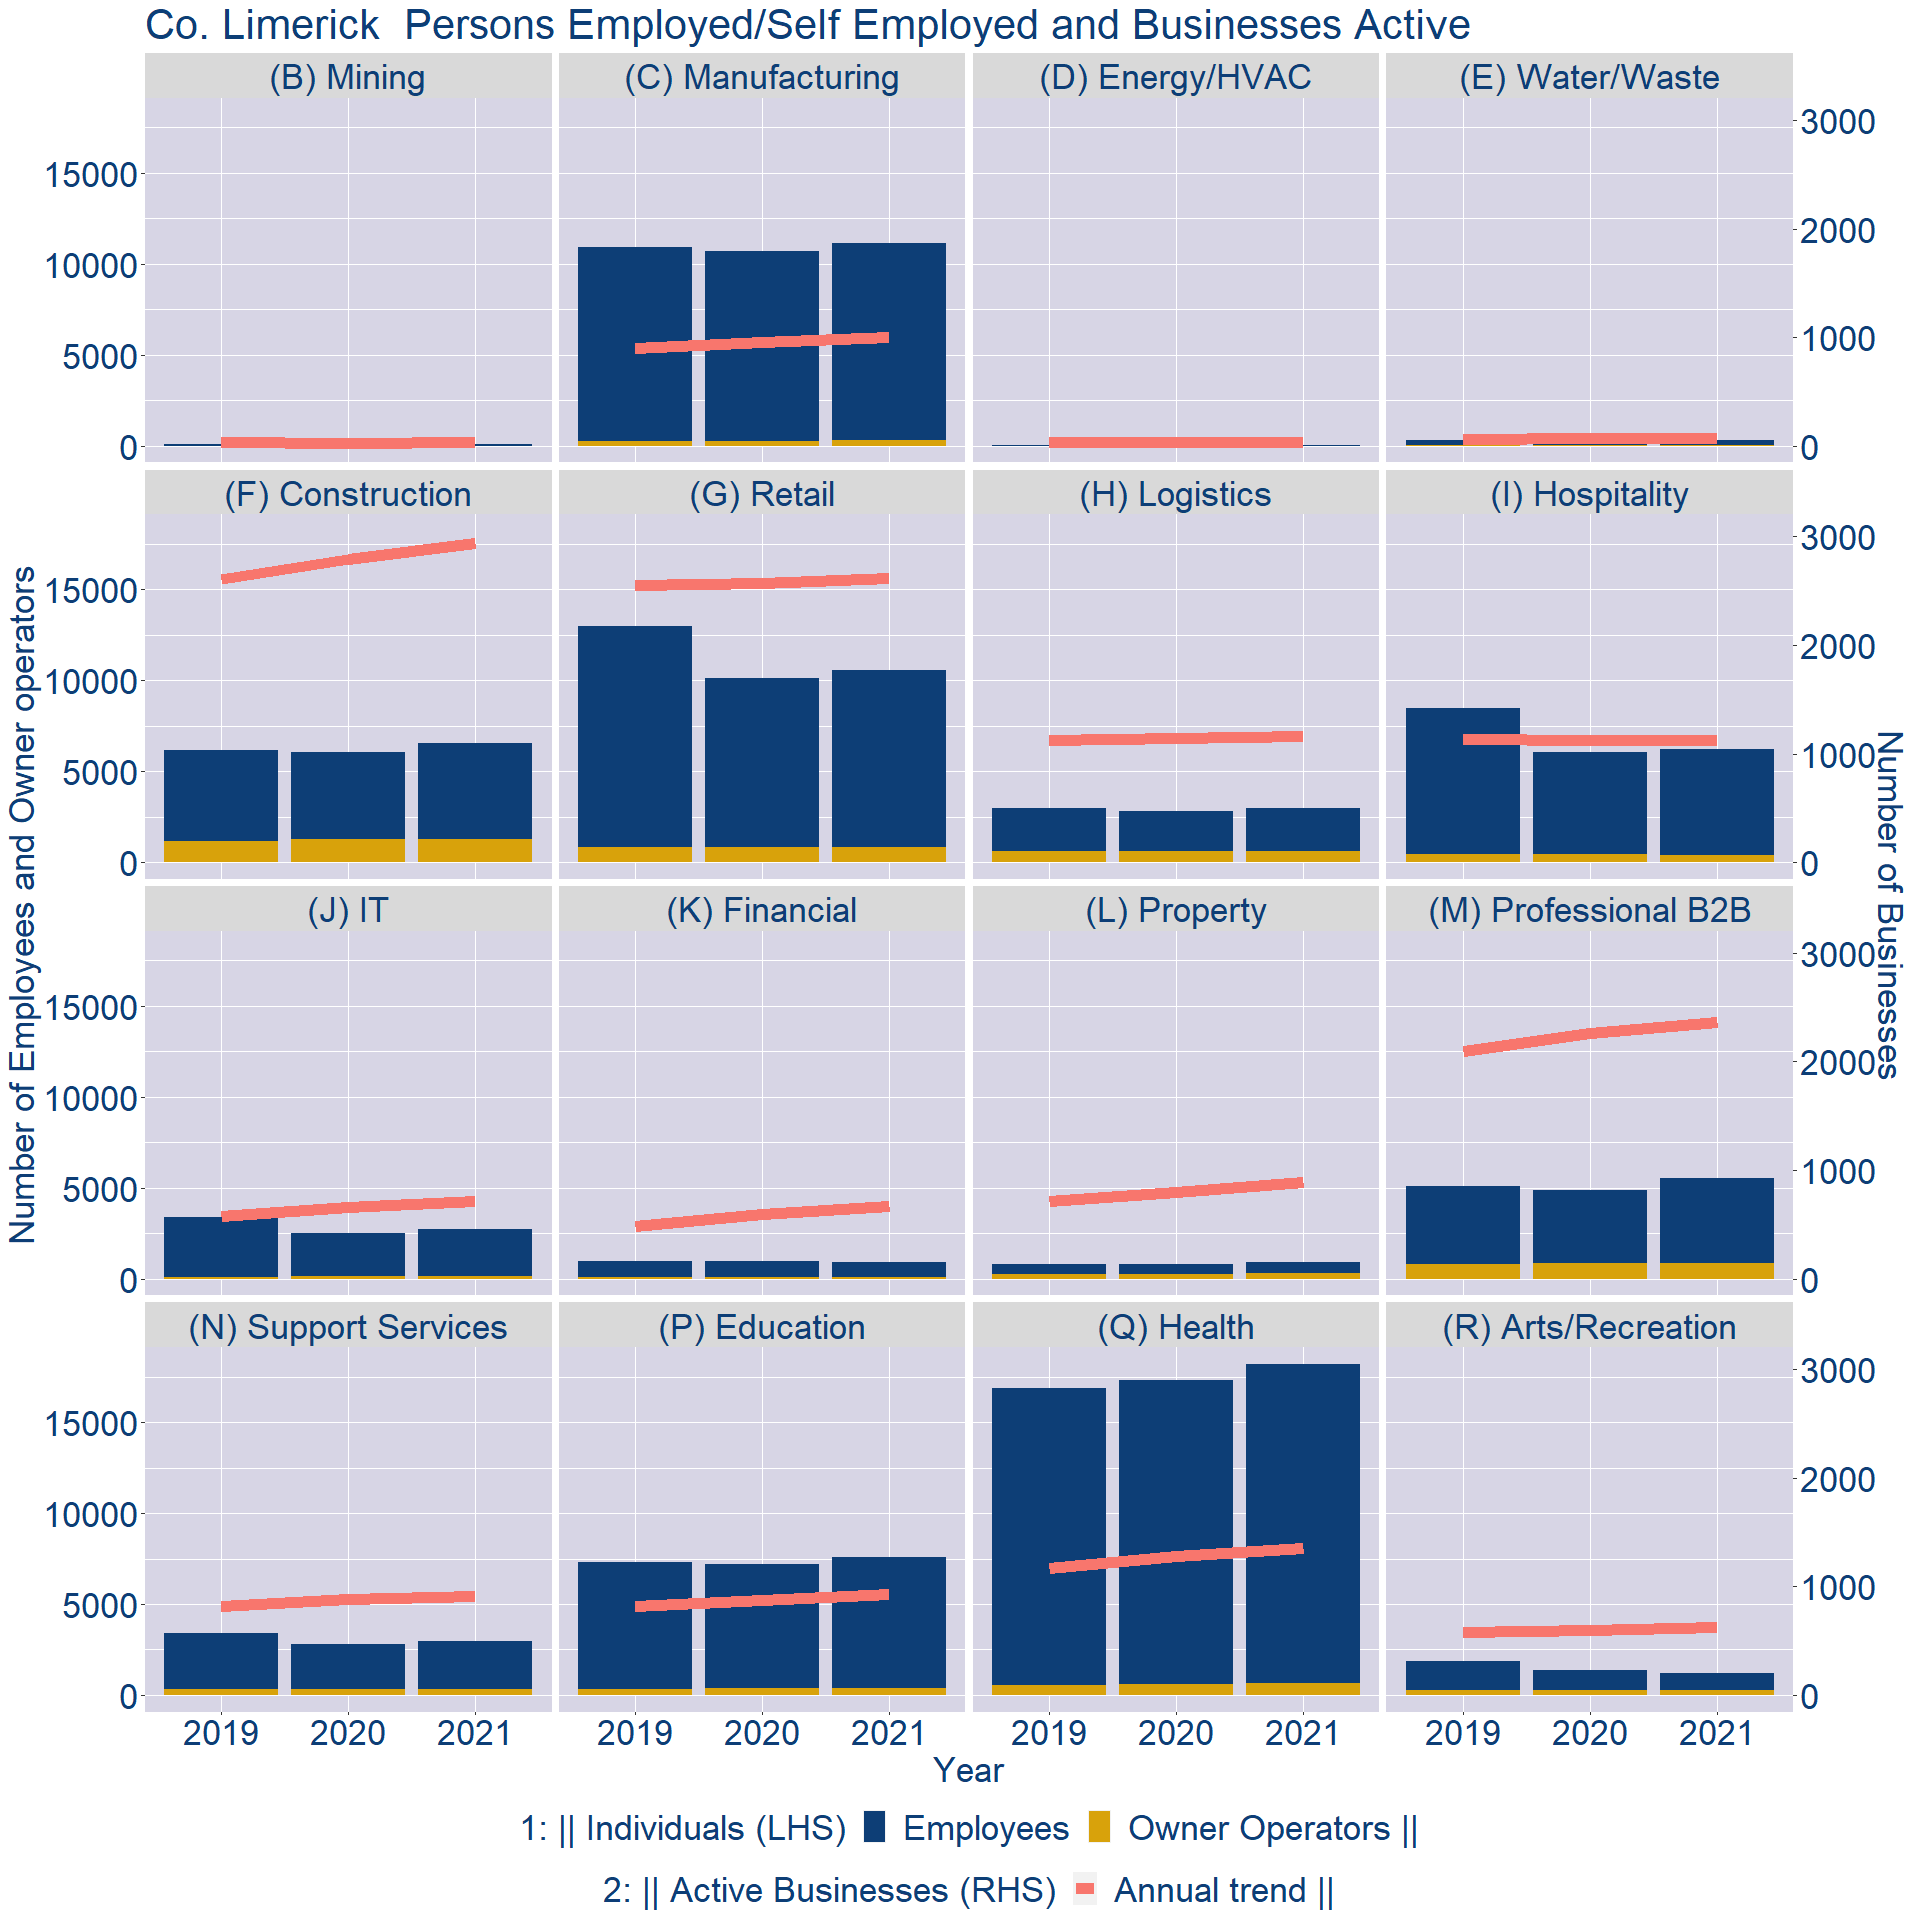 Co. Limerick  Persons Employed/Self Employed and Businesses Active
(B) Mining
(C) Manufacturing
(D) Energy/HVAC
(E) Water/Waste
15000
10000
5000
0
3000
2000
1000
0
(F) Construction
(G) Retail
(H) Logistics
(I) Hospitality
15000
10000
5000
0
3000
2000
1000
0
Number of Employees and Owner operators
Number of Businesses
(J) IT
(K) Financial
(L) Property
(M) Professional B2B
15000
10000
5000
0
3000
2000
1000
0
(N) Support Services
(P) Education
(Q) Health
(R) Arts/Recreation
15000
10000
5000
0
3000
2000
1000
0
2019 2020 2021 2019 2020 2021 2019 2020 2021 2019 2020 2021
Year
1: || Individuals (LHS) Employees Owner Operators ||
2: || Active Businesses (RHS) Annual trend ||